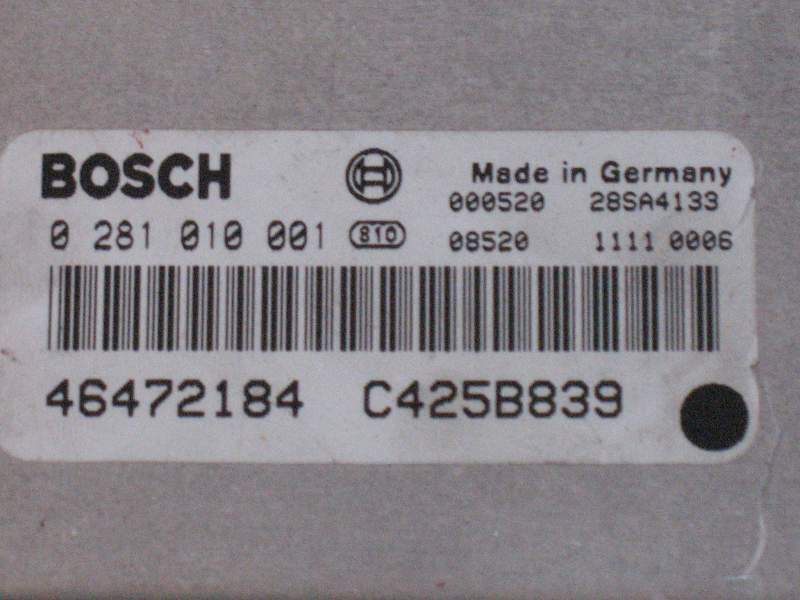 BOSCH
Made in Germany
000520 28SA4133
0 281 010 001 810
08520 1111 0006
46472184 C425B839